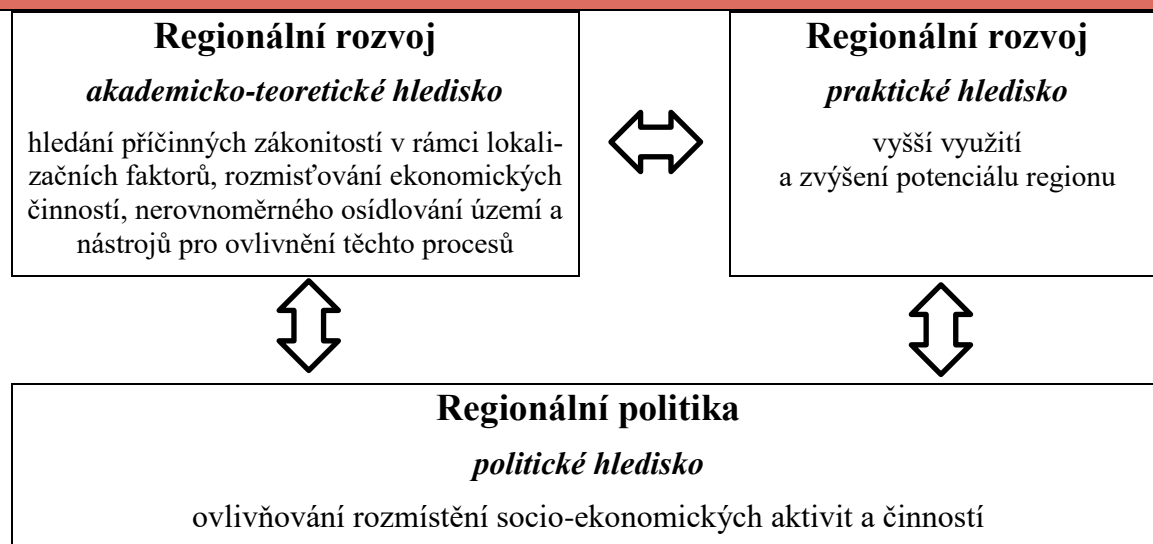 Regionální rozvoj
akademicko-teoretické hledisko
hledání příčinných zákonitostí v rámci lokali-
začních faktorů, rozmisťování ekonomických
činností, nerovnoměrného osídlování území a
nástrojů pro ovlivnění těchto procesů
Regionální rozvoj
praktické hledisko
vyšší využití
a zvýšení potenciálu regionu
Regionální politika
politické hledisko
ovlivňování rozmístění socio-ekonomických aktivit a činností